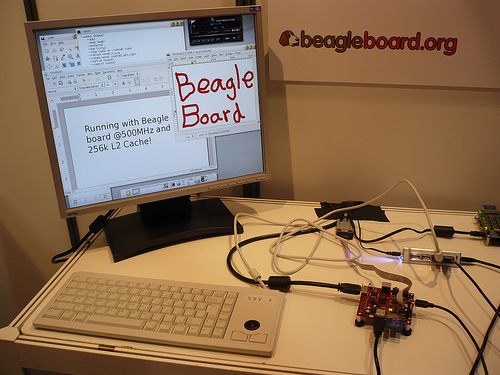 beagleboard.org
Beagle
Board
Running with Beagle
board @500MHz and
256k L2 Cache!